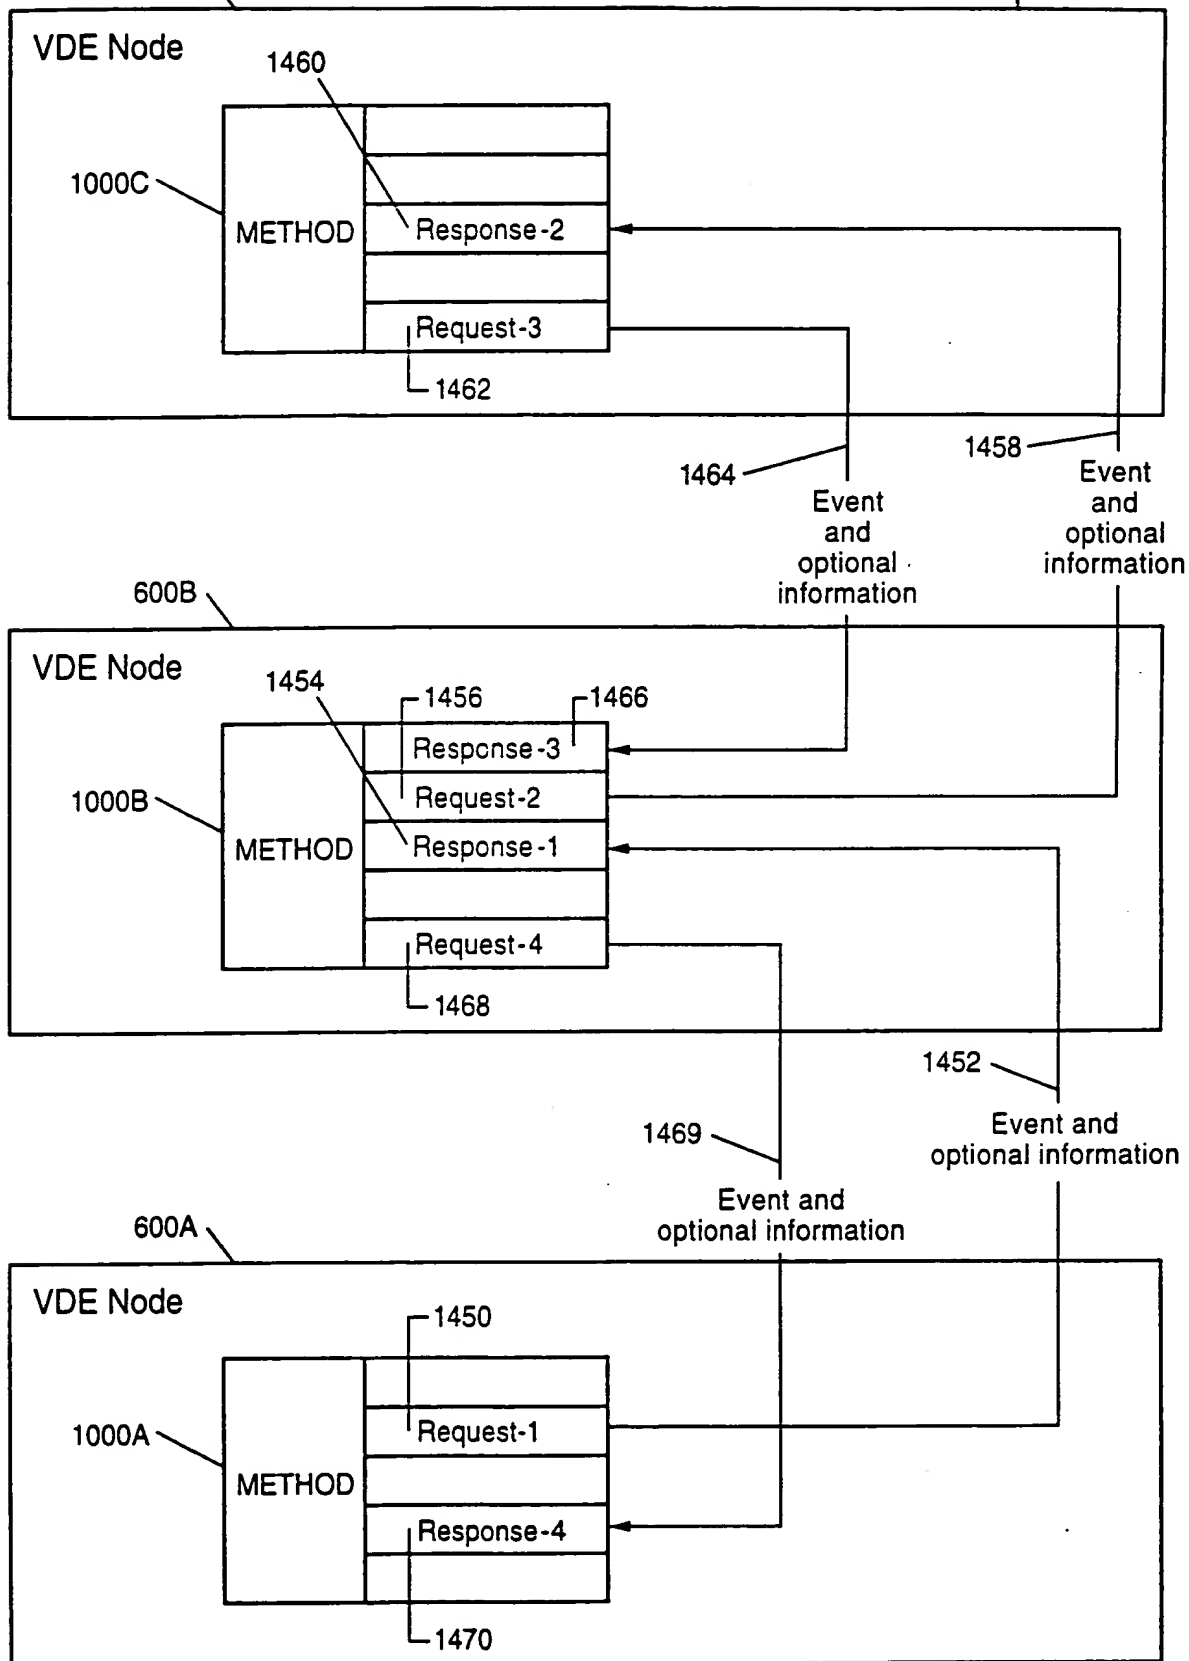 VDE Node
1460
1000C
METHOD
Response-2
Request-3
1462
1464
1458
Event
and
optional
information
Event
and
optional
information
600B
VDE Node
1454
1456
1466
1000B
METHOD
Response-3
Request-2
Response-1
Request-4
1468
1452
Event and
optional information
1469
Event and
optional information
600A
VDE Node
1450
1000A
METHOD
Request-1
Response-4
1470